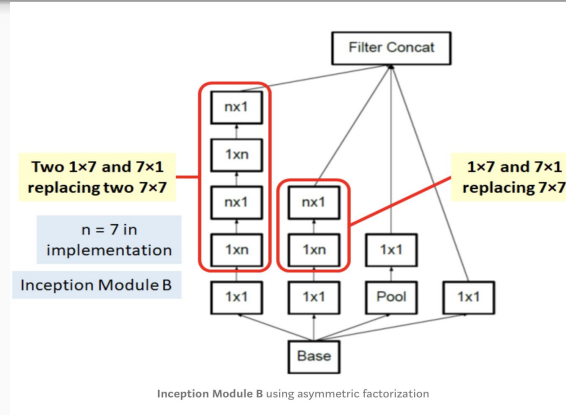 Filter Concat
nx1
Two 1×7 and 7×1
replacing two 7×7
1xn
nx1
nx1
1×7 and 7×1
replacing 7×7
n = 7 in
implementation
1xn
1xn
1x1
Inception Module B
1x1
1x1
Pool
1x1
Base
Inception Module B using asymmetric factorization